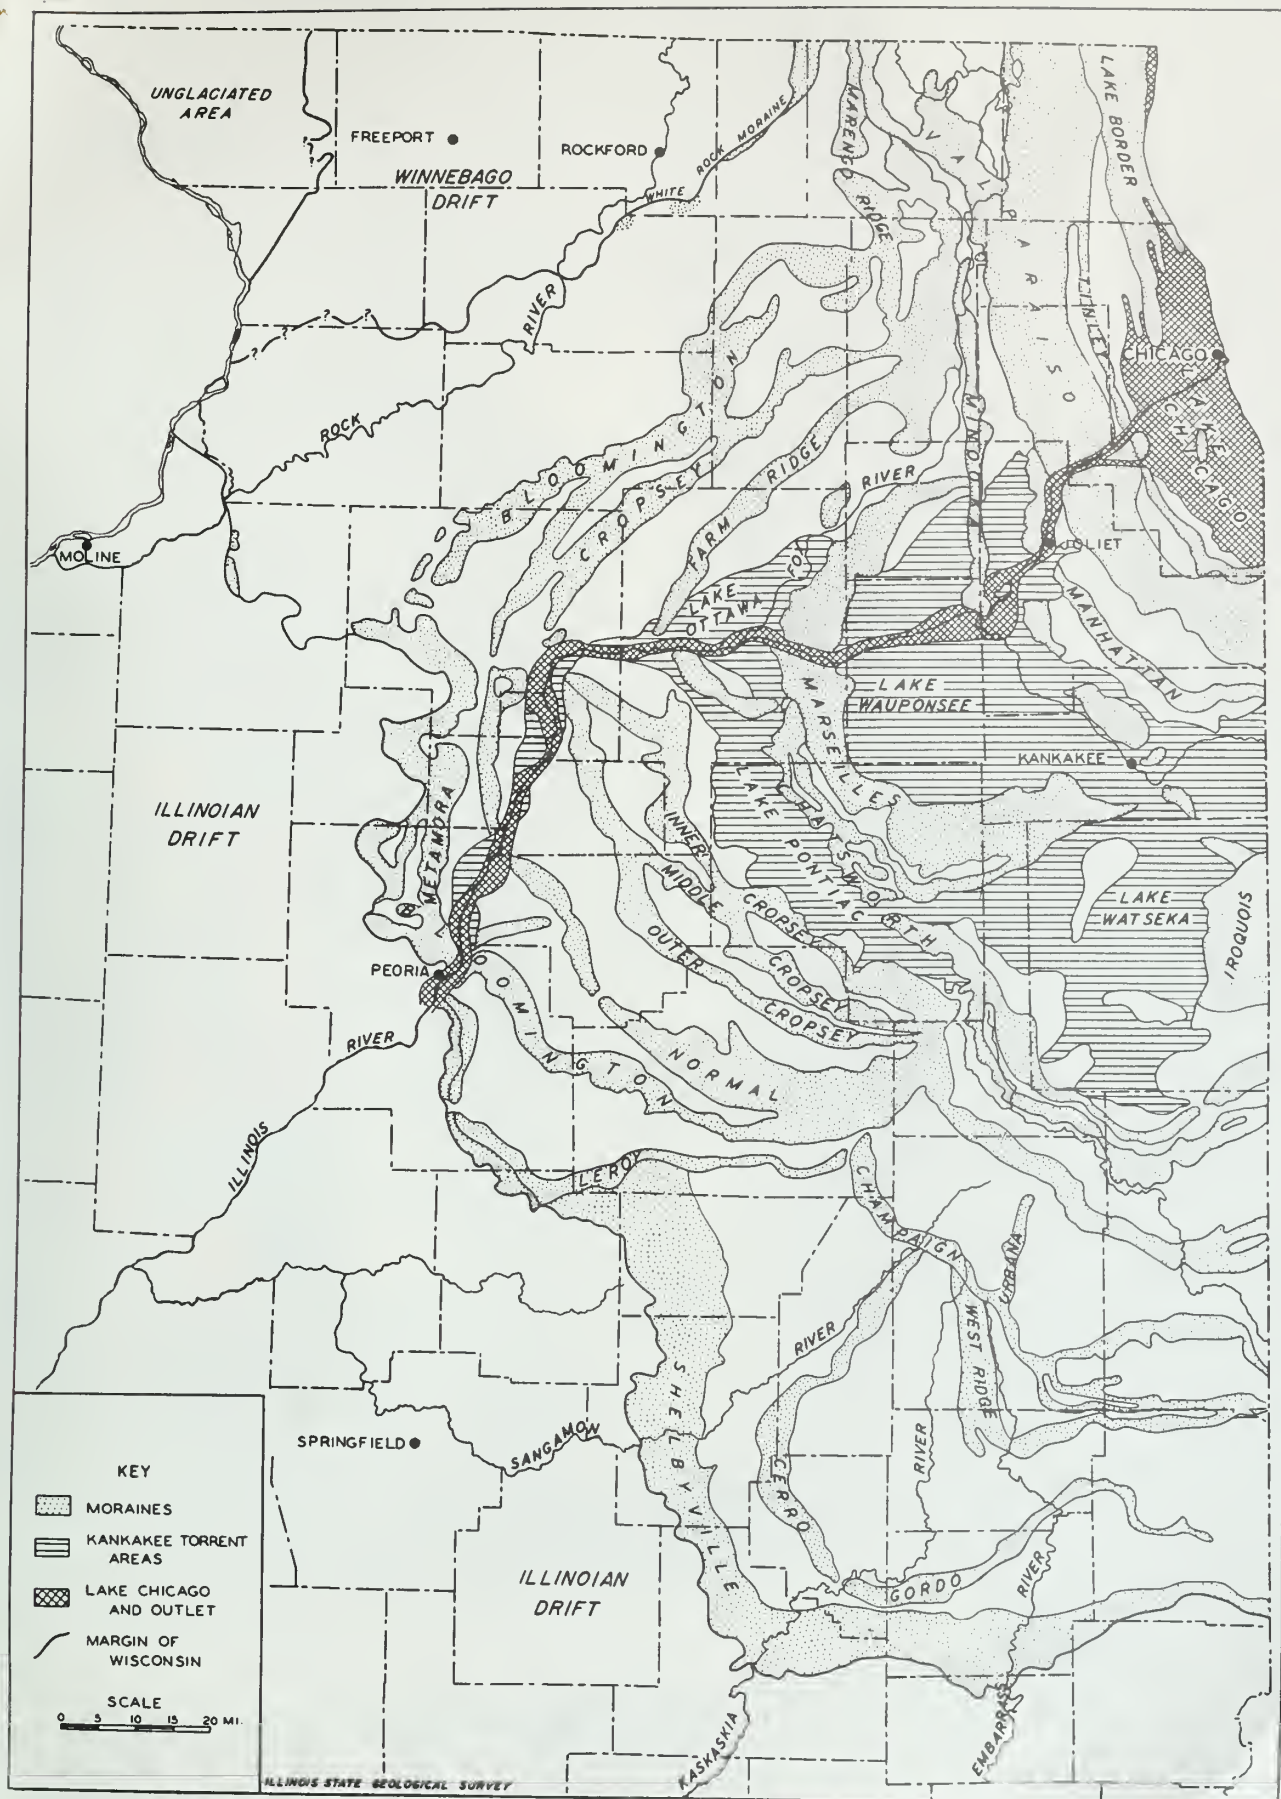 UNGLACIATED
AREA
FREEPORT
ROCKFORD
WINNEBAGO
DRIFT
WHITE ROCK MORAINE
MARENGO RIDGE
VALPARAISO
LAKE BORDER
TINLEY
CHICAGO
LAKE
CHICAGO
RIVER
ROCK
BLOOMINGTON
CROPSEY
FARM RIDGE
FOX
RIVER
MINOOKA
MOLINE
JOLIET
LAKE
OTTAWA
MANHATTAN
LAKE
WAUPONSEE
MARSEILLES
KANKAKEE
ILLINOIAN
DRIFT
METAMORA
LAKE PONTIAC
CHATSWORTH
INNER CROPSEY
MIDDLE CROPSEY
OUTER CROPSEY
LAKE
WATSEKA
IROQUOIS
PEORIA
BLOOMINGTON
NORMAL
ILLINOIS
RIVER
LEROY
CHAMPAIGN
URBANA
WEST RIDGE
RIVER
SHELBYVILLE
SPRINGFIELD
SANGAMON
RIVER
CERRO
GORDO
RIVER
ILLINOIAN
DRIFT
KASKASKIA
EMBARRASS
KEY
MORAINES
KANKAKEE TORRENT
AREAS
LAKE CHICAGO
AND OUTLET
MARGIN OF
WISCONSIN
SCALE
0 5 10 15 20 MI.
ILLINOIS STATE GEOLOGICAL SURVEY